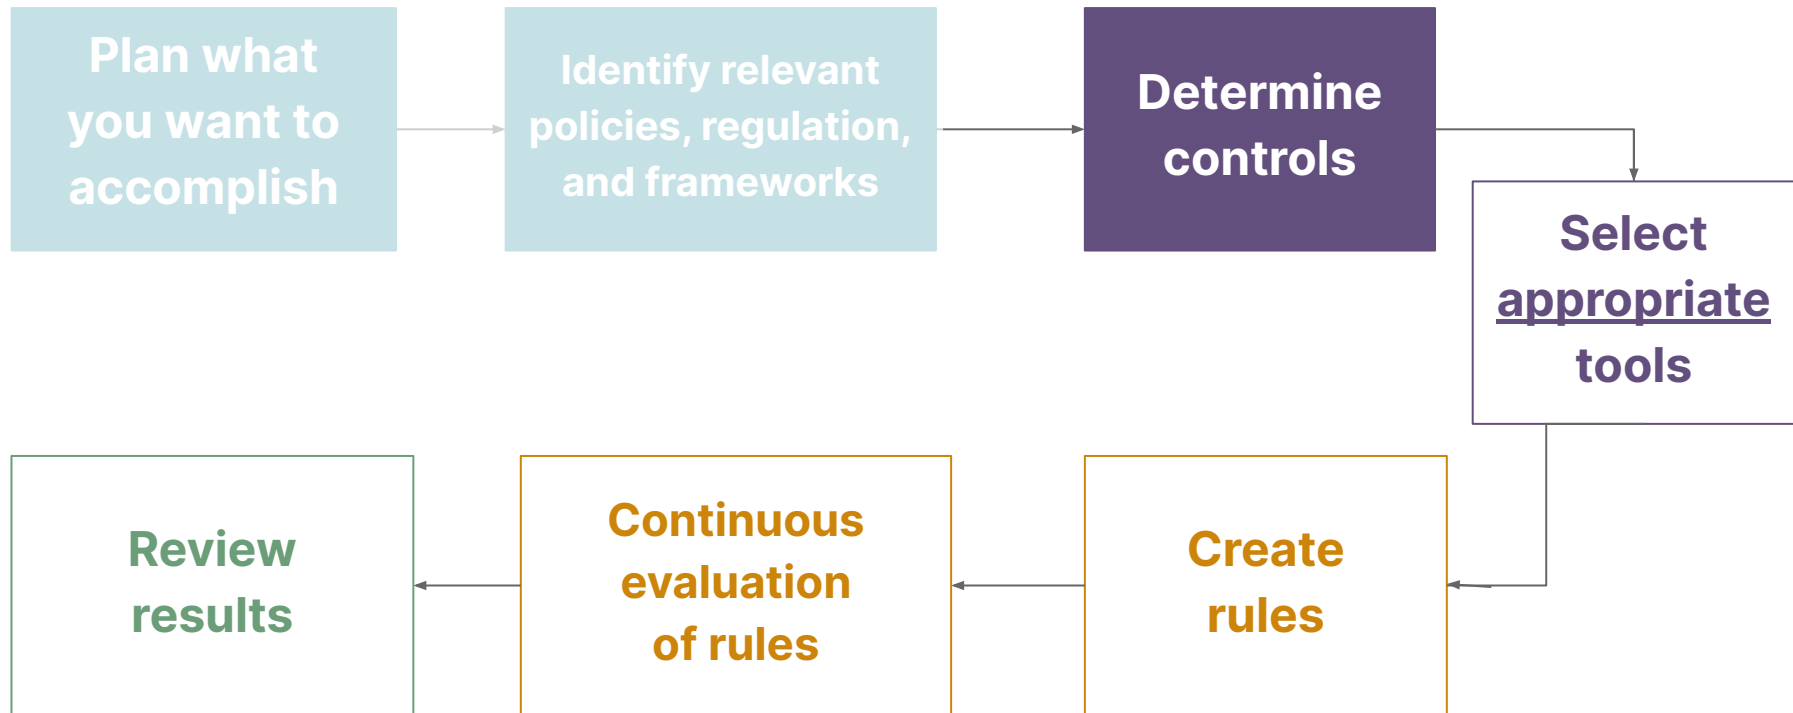 Plan what
you want to
accomplish
Identify relevant
policies, regulation,
and frameworks
Determine
controls
Select
appropriate
tools
Create
rules
Continuous
evaluation
of rules
Review
results